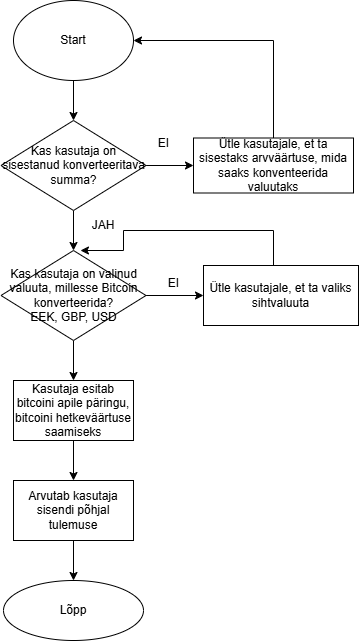 Start
Kas kasutaja on
sisestanud konverteeritava
summa?
EI
Ütle kasutajale, et ta
sisestaks arvväärtuse, mida
saaks konventeerida
valuutaks
JAH
Kas kasutaja on valinud
valuuta, millesse Bitcoin
konverteerida?
EEK, GBP, USD
EI
Ütle kasutajale, et ta valiks
sihtvaluuta
Kasutaja esitab
bitcoini apile päringu,
bitcoini hetkeväärtuse
saamiseks
Arvutab kasutaja
sisendi põhjal
tulemuse
Lõpp